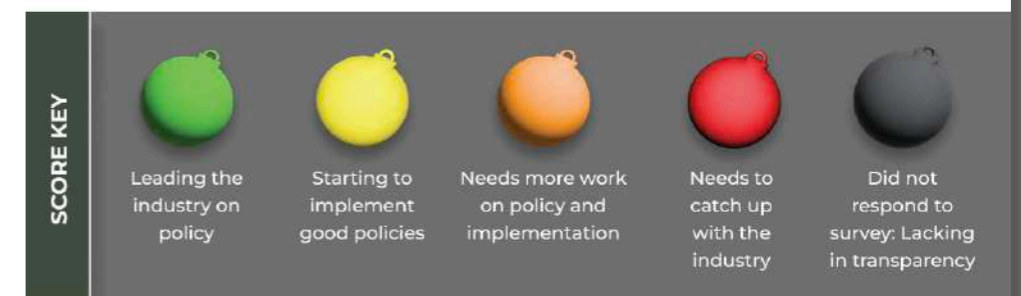 SCORE KEY
Leading the
industry on
policy
Starting to
implement
good policies
Needs more work
on policy and
implementation
Needs to
catch up
with the
industry
Did not
respond to
survey: Lacking
in transparency